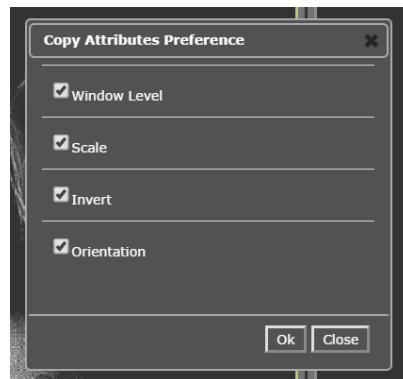 Copy Attributes Preference
Window Level
Scale
Invert
Orientation
Ok Close